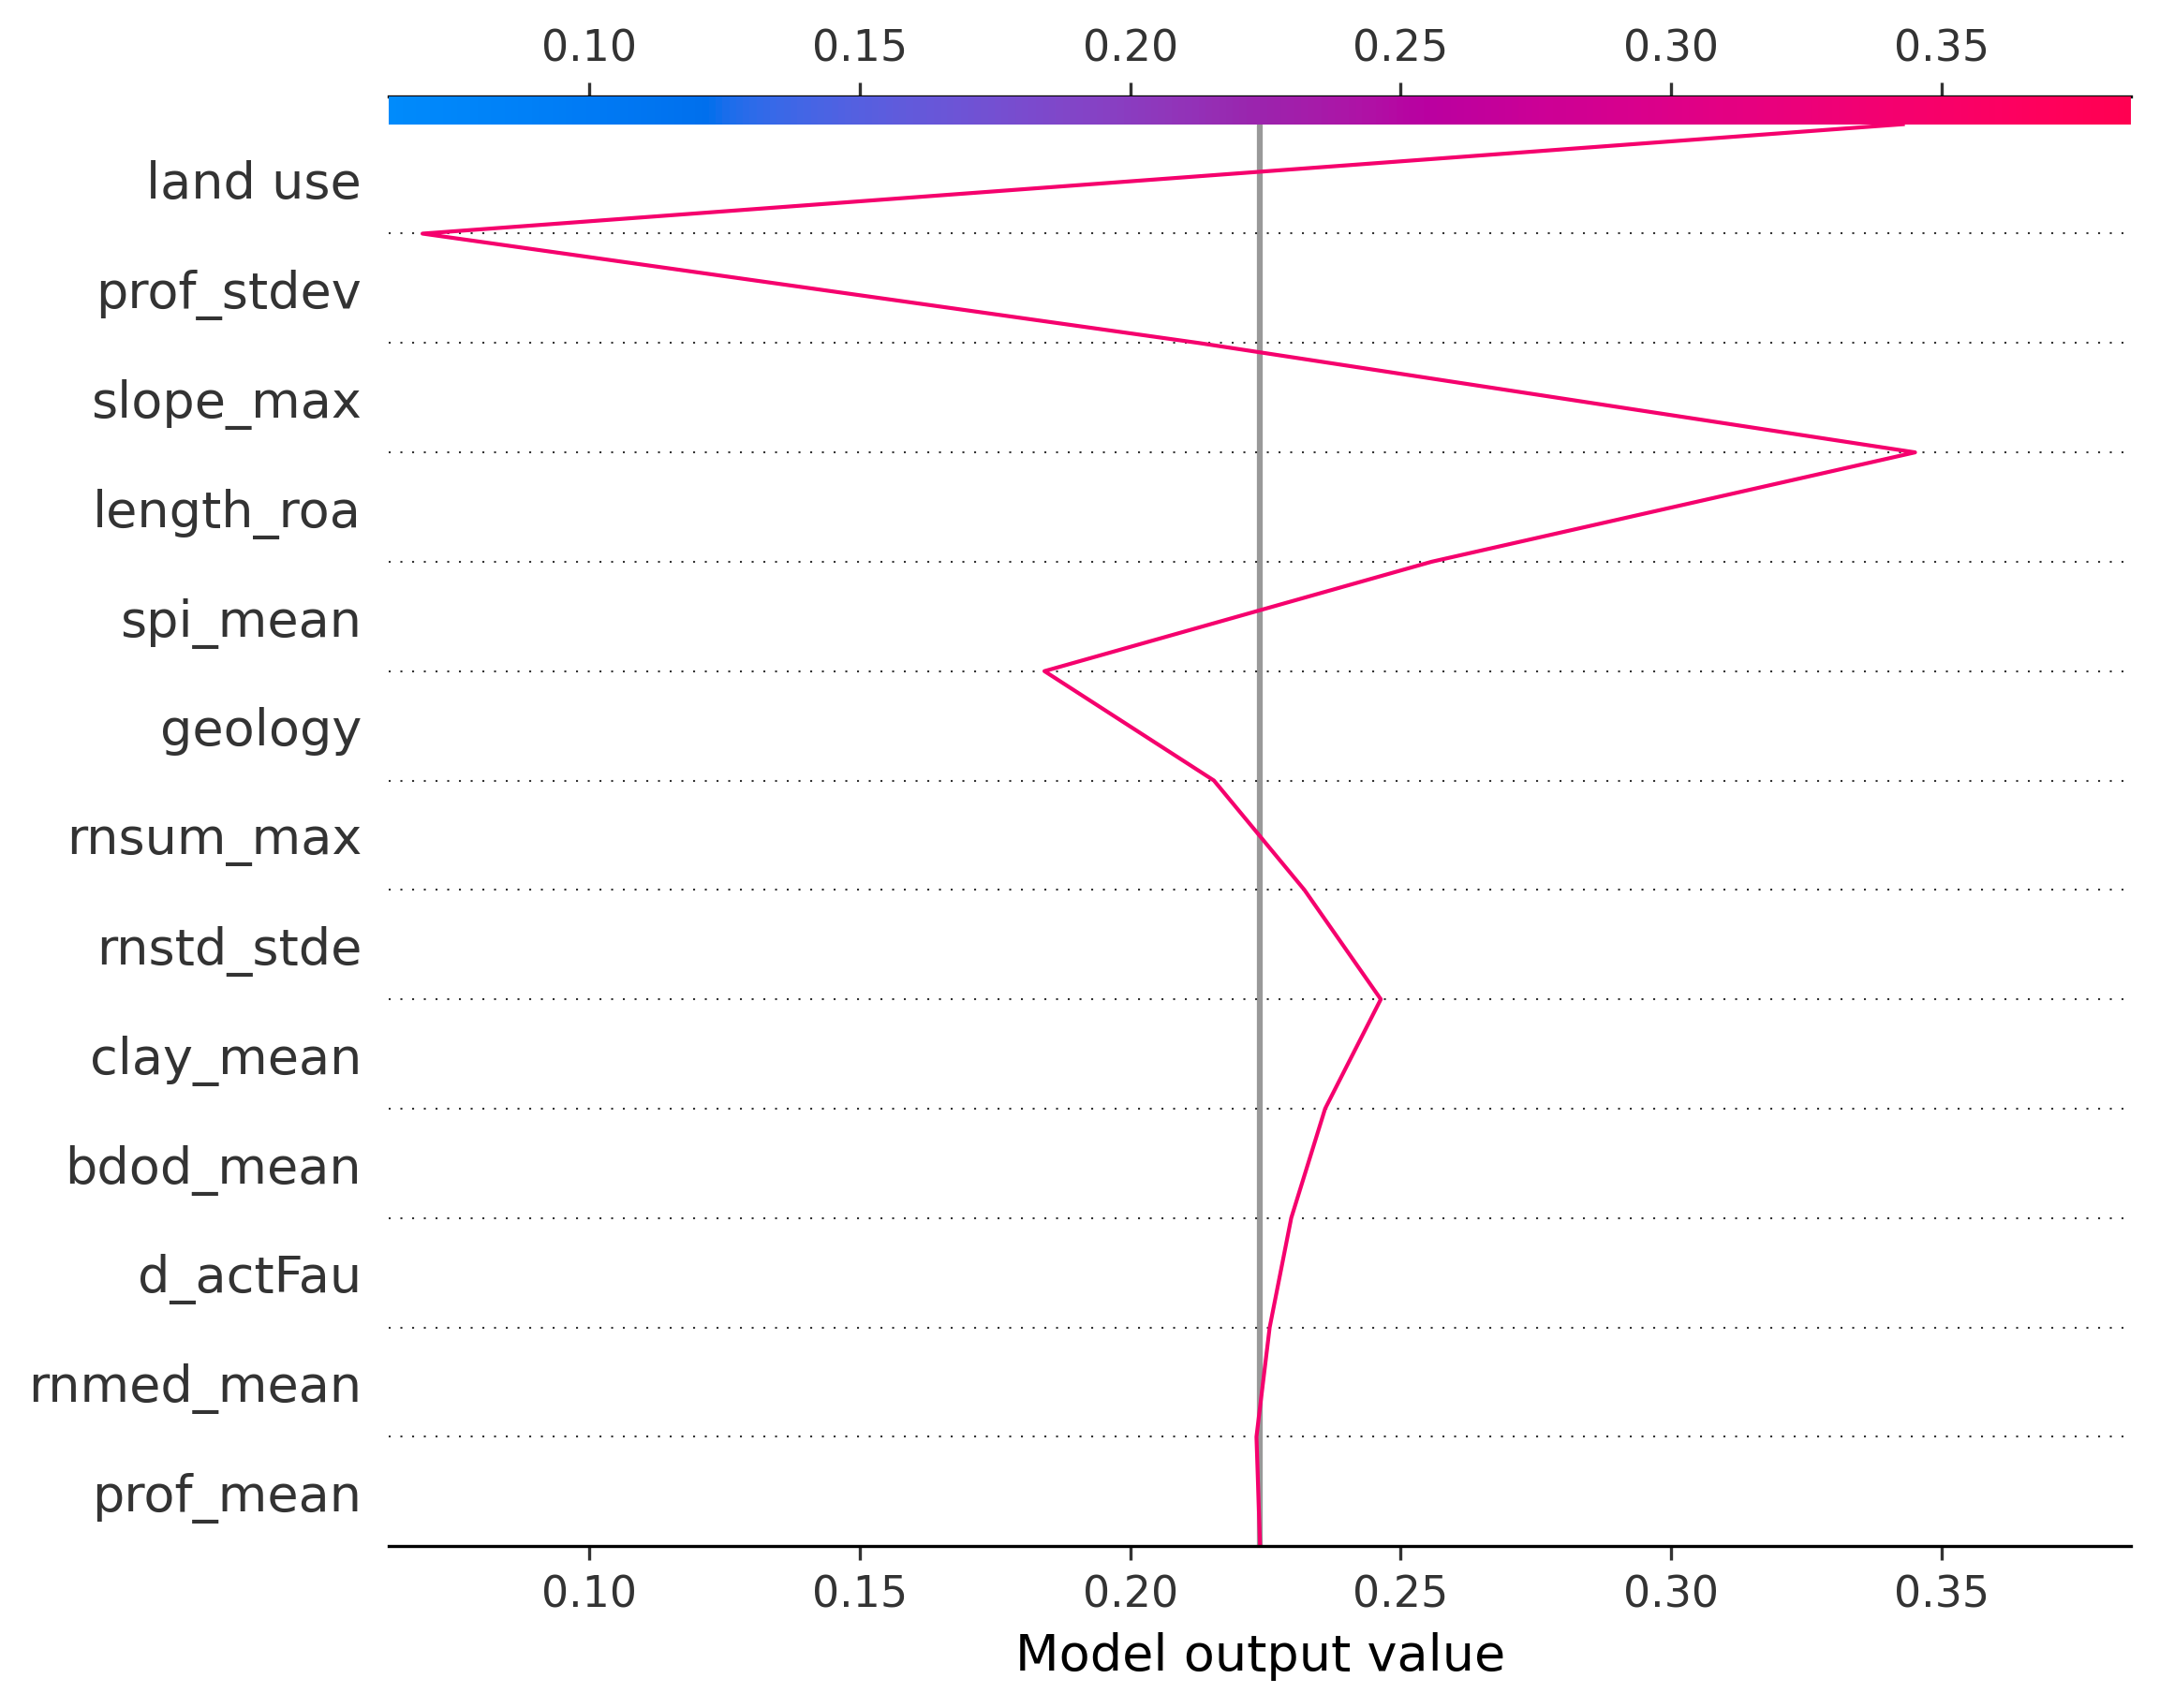 0.10 0.15 0.20 0.25 0.30 0.35
land use
prof_stdev
slope_max
length_roa
spi_mean
geology
rnsum_max
rnstd_stde
clay_mean
bdod_mean
d_actFau
rnmed_mean
prof_mean
0.10 0.15 0.20 0.25 0.30 0.35
Model output value